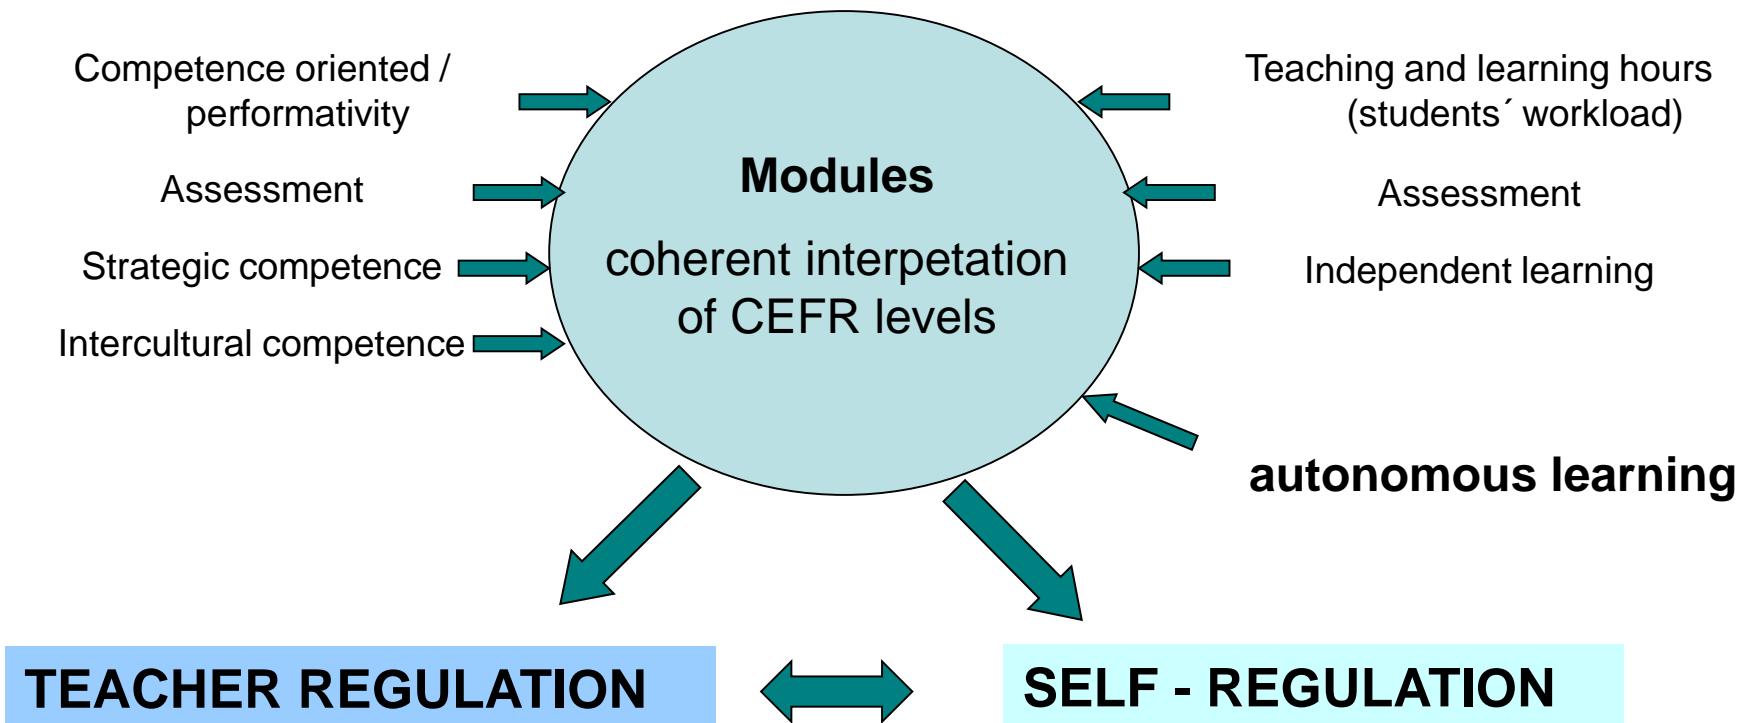 Competence oriented /
performativity
Assessment
Strategic competence
Intercultural competence
Modules
coherent interpetation
of CEFR levels
Teaching and learning hours
(students´ workload)
Assessment
Independent learning
autonomous learning
TEACHER REGULATION
SELF - REGULATION